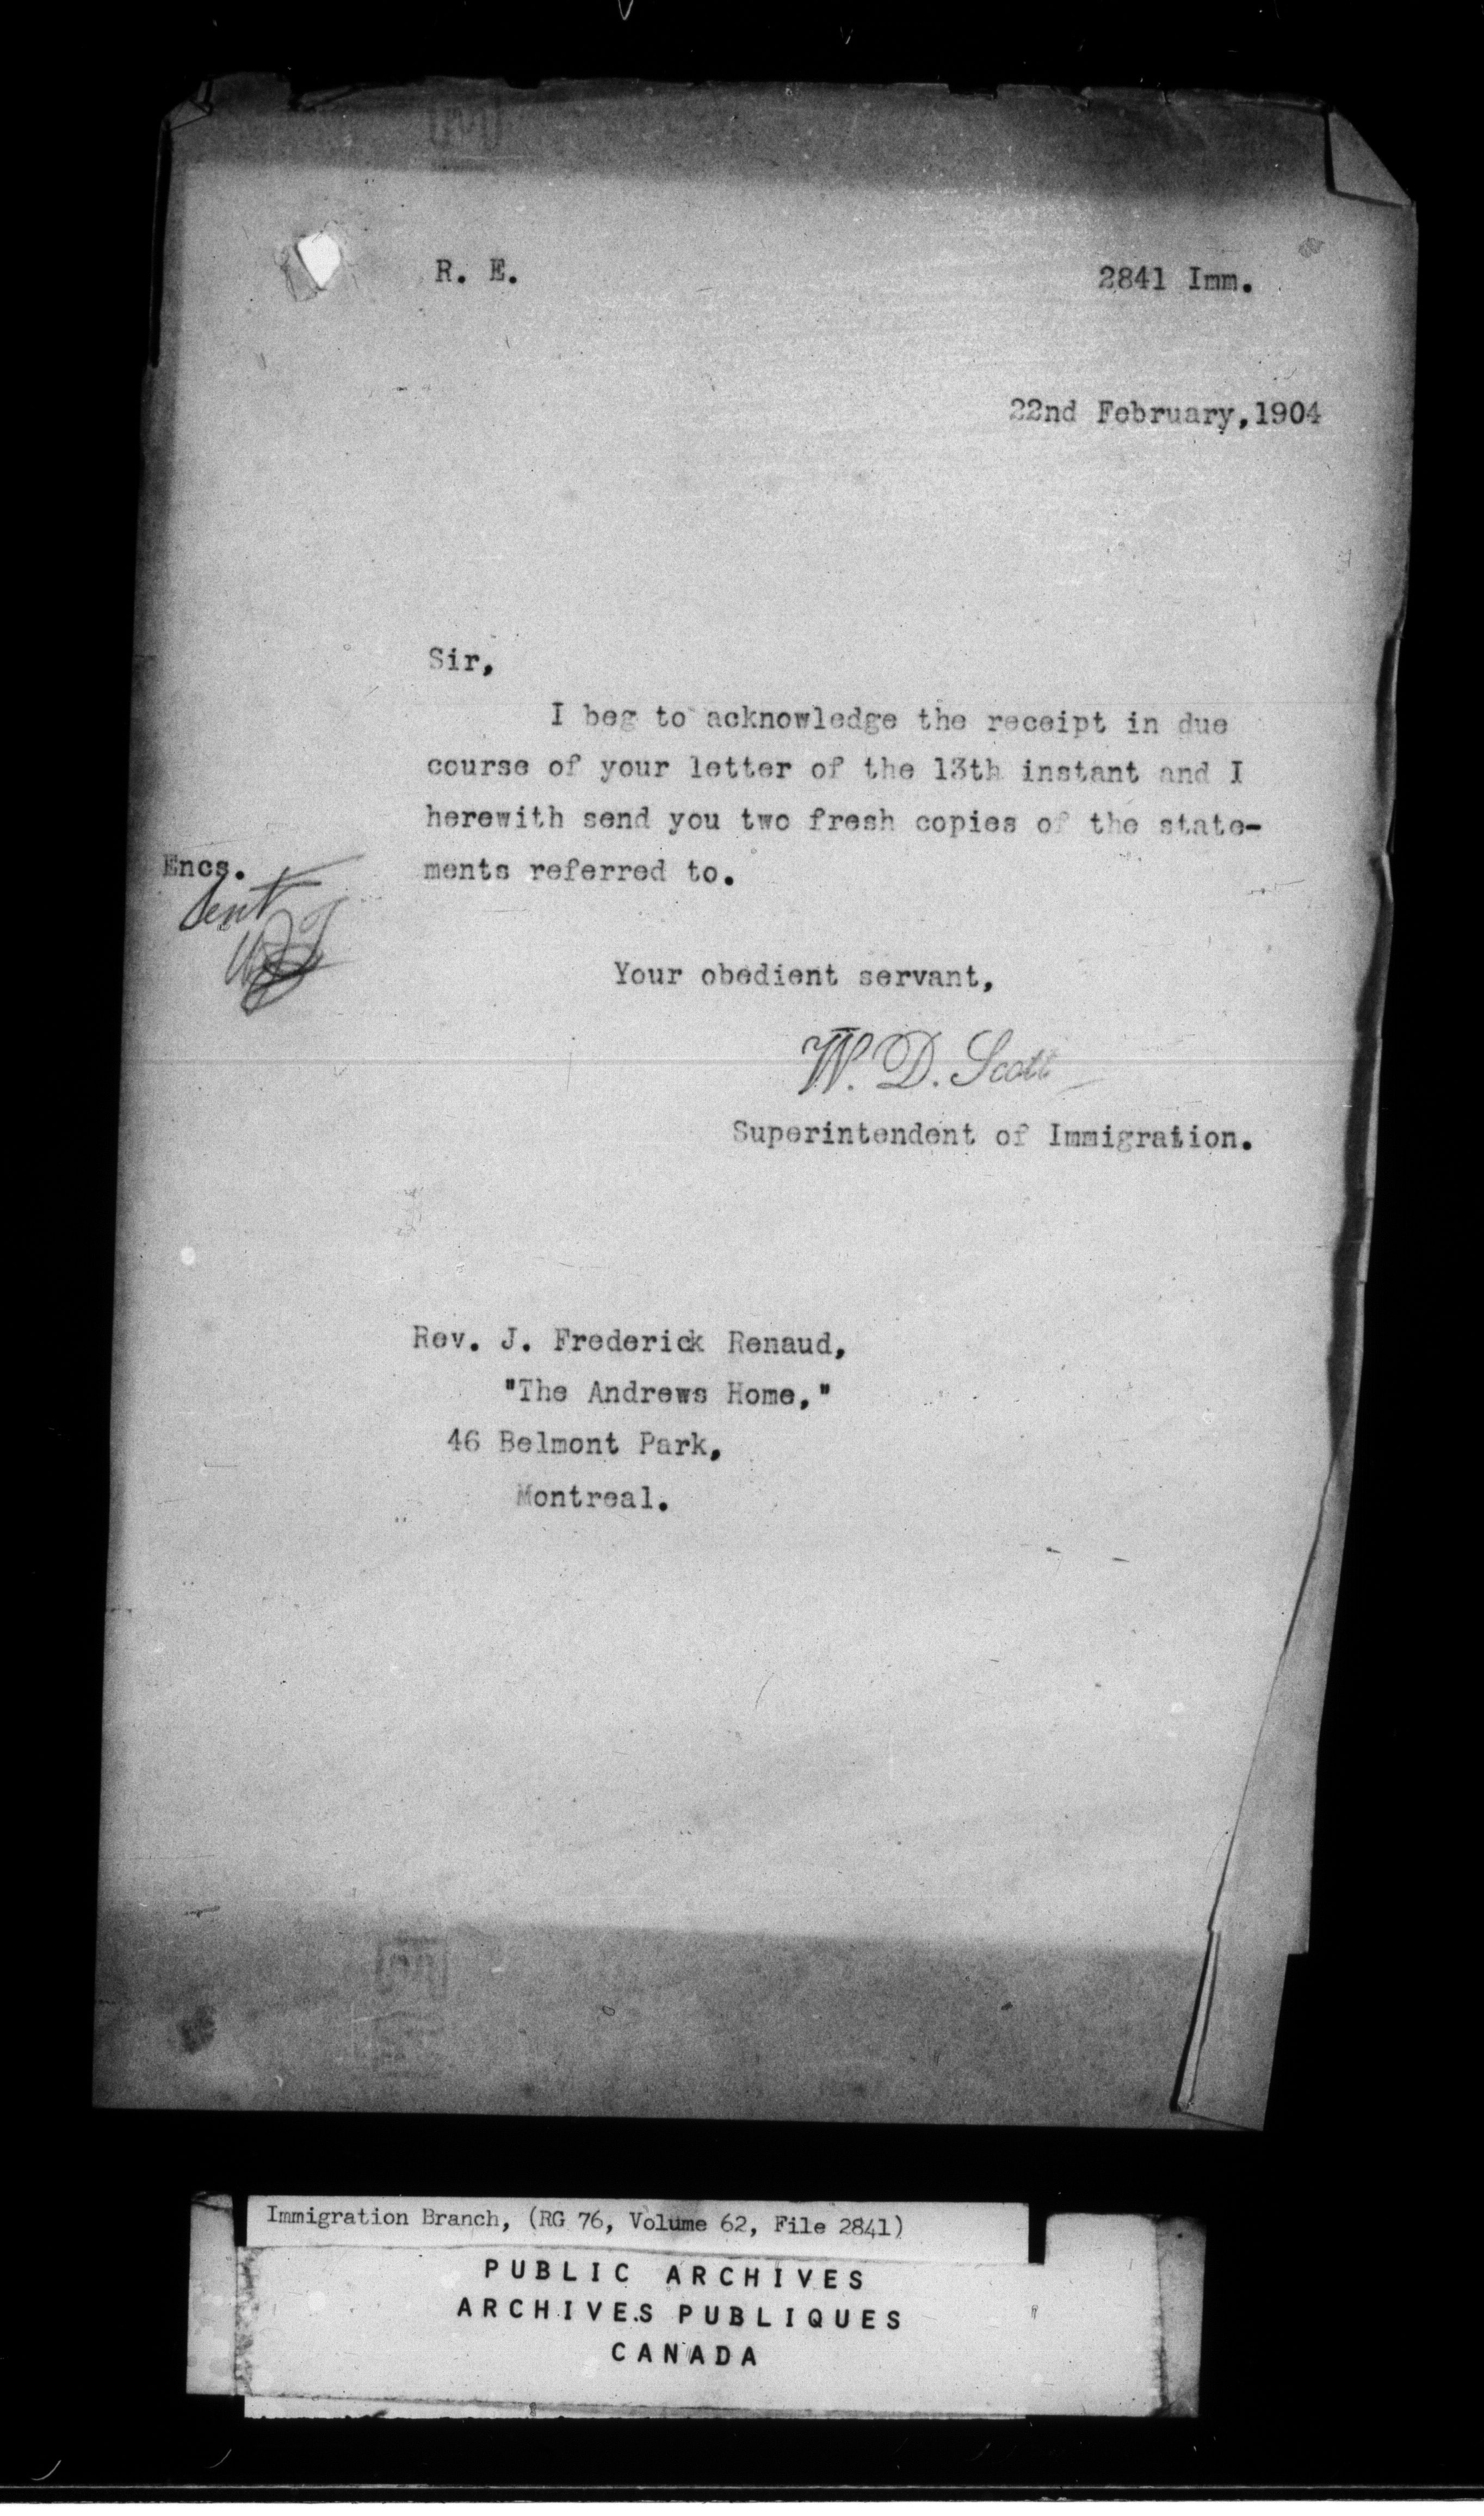 R. E.
2841 Imm.
22nd February, 1904
Sir,
I beg to acknowledge the receipt in due
course of your letter of the 13th instant and I
herewith send you two fresh copies of the state-
ments referred to.
Encs.
Sent
Your obedient servant,
W. D. Scott
Superintendent of Immigration.
Rev. J. Frederick Renaud,
"The Andrews Home,"
46 Belmont Park,
Montreal.
Immigration Branch, (RG 76, Volume 62, File 2841)
PUBLIC ARCHIVES
ARCHIVES PUBLIQUES
CANADA